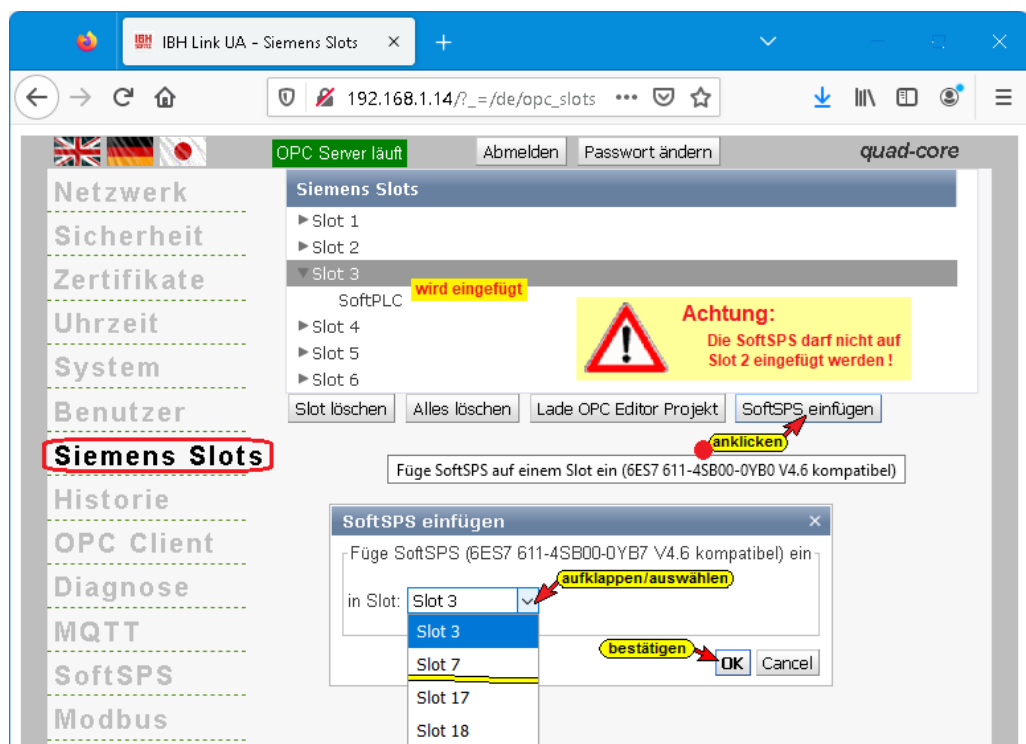 IBH Link UA – Siemens Slots
192.168.1.14/?_=/de/opc_slots
OPC Server läuft
Abmelden
Passwort ändern
quad-core
Netzwerk
Sicherheit
Zertifikate
Uhrzeit
System
Benutzer
Siemens Slots
Historie
OPC Client
Diagnose
MQTT
SoftSPS
Modbus
Siemens Slots
Slot 1
Slot 2
Slot 3
SoftPLC
wird eingefügt
Slot 4
Slot 5
Slot 6
Achtung:
Die SoftSPS darf nicht auf
Slot 2 eingefügt werden !
Slot löschen
Alles löschen
Lade OPC Editor Projekt
SoftSPS einfügen
anklicken
Füge SoftSPS auf einem Slot ein (6ES7 611-4SB00-0YB0 V4.6 kompatibel)
SoftSPS einfügen
Füge SoftSPS (6ES7 611-4SB00-0YB7 V4.6 kompatibel) ein
aufklappen/auswählen
in Slot: Slot 3
Slot 3
Slot 7
Slot 17
Slot 18
bestätigen
OK
Cancel